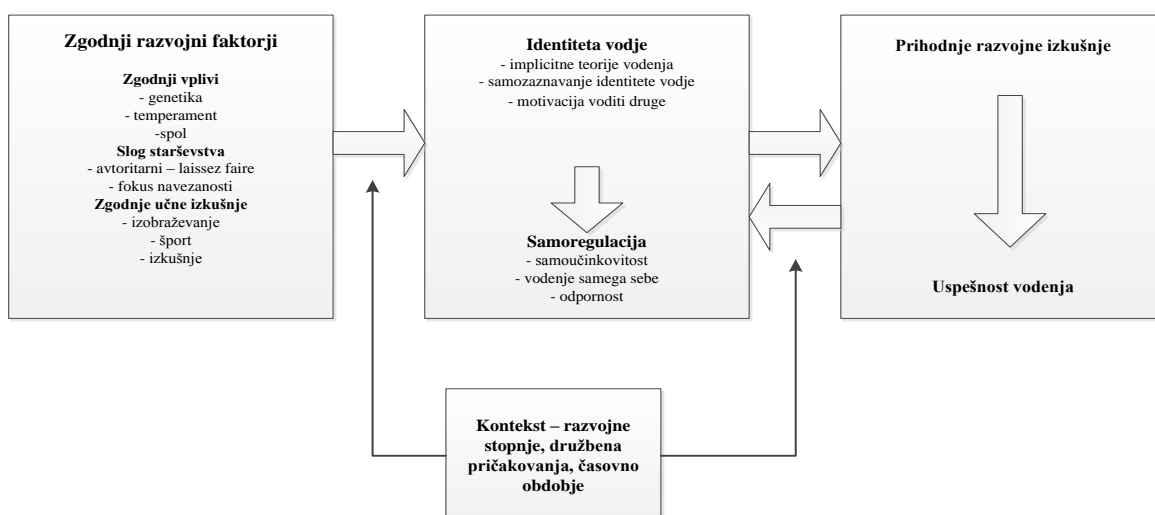 Zgodnji razvojni faktorji
Zgodnji vplivi
- genetika
- temperament
-spol
Slog starševstva
- avtoritarni – laissez faire
- fokus navezanosti
Zgodnje učne izkušnje
- izobraževanje
- šport
- izkušnje
Identiteta vodje
- implicitne teorije vodenja
- samozaznavanje identitete vodje
- motivacija voditi druge
Samoregulacija
- samoučinkovitost
- vodenje samega sebe
- odpornost
Prihodnje razvojne izkušnje
Uspešnost vodenja
Kontekst – razvojne
stopnje, družbena
pričakovanja, časovno
obdobje